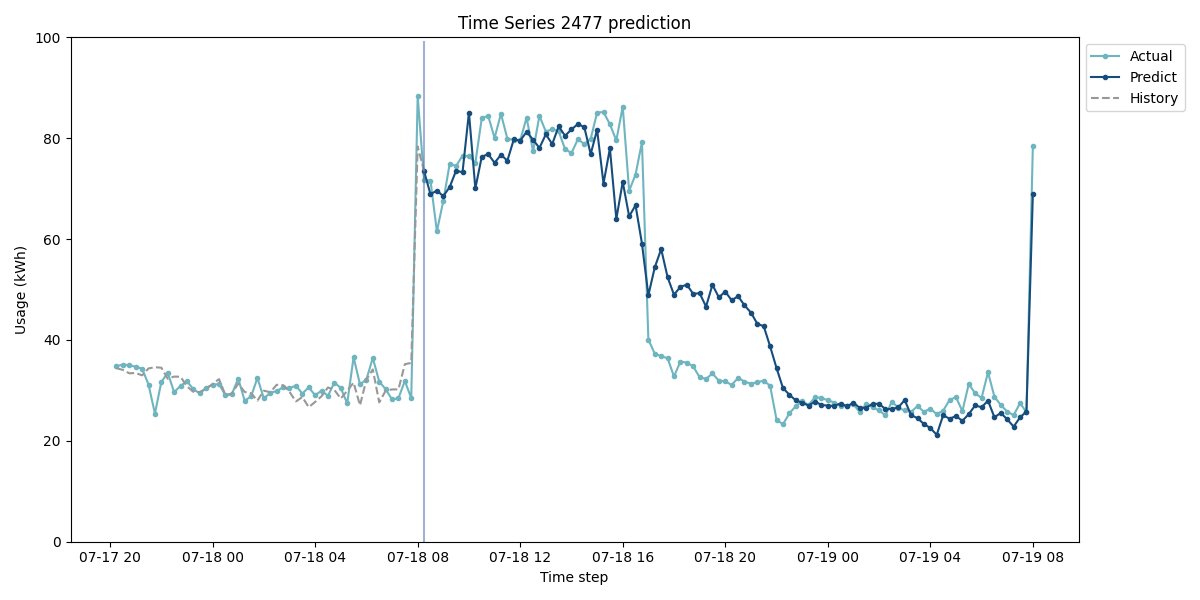 Time Series 2477 prediction
100
80
60
40
20
0
Usage (kWh)
07-17 20
07-18 00
07-18 04
07-18 08
07-18 12
07-18 16
07-18 20
07-19 00
07-19 04
07-19 08
Time step
Actual
Predict
History